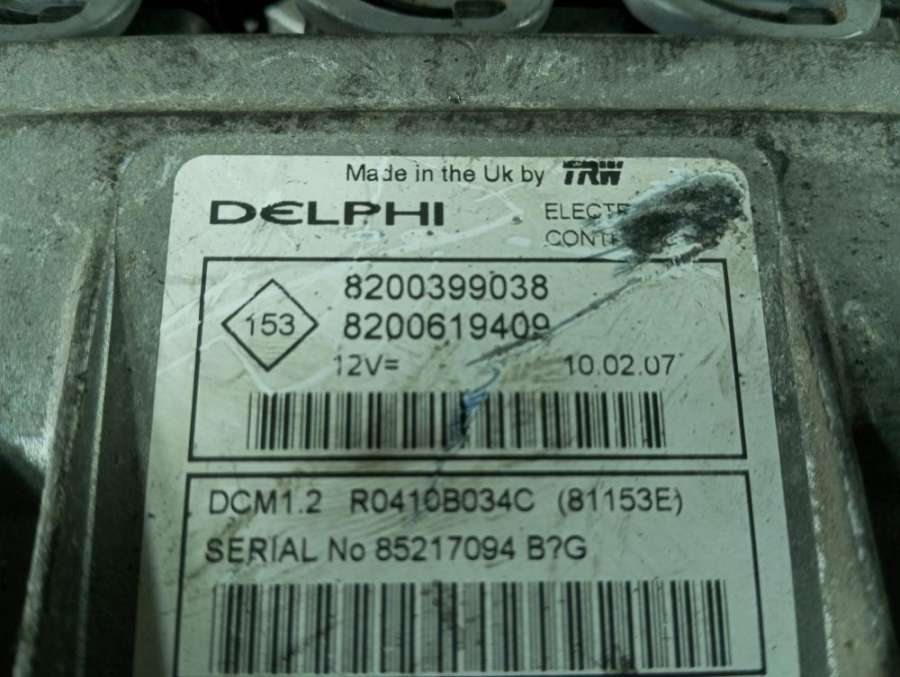 Made in the Uk by TRW
DELPHI
8200399038
153
8200619409
12V=
10.02.07
DCM1.2 R0410B034C (81153E)
SERIAL No 85217094 B?G